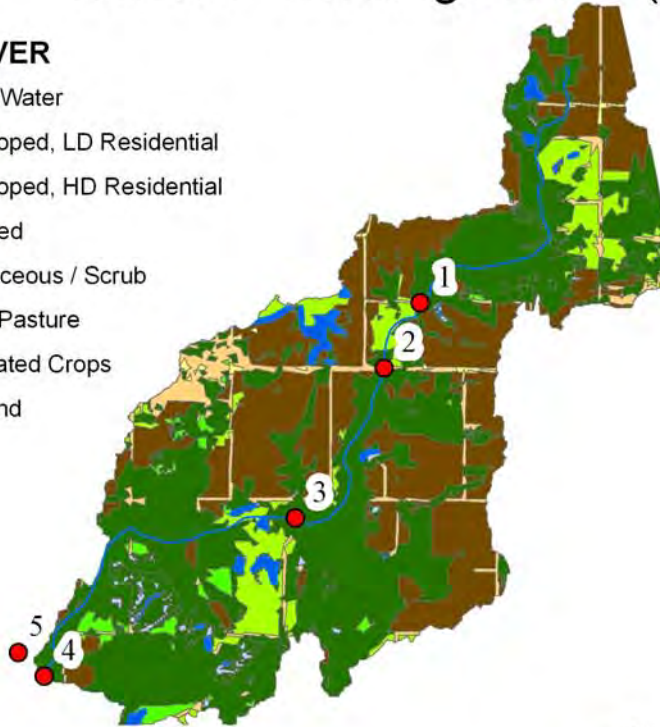 VER
Water
oped, LD Residential
oped, HD Residential
ed
aceous / Scrub
Pasture
ated Crops
nd
1
2
3
5
4